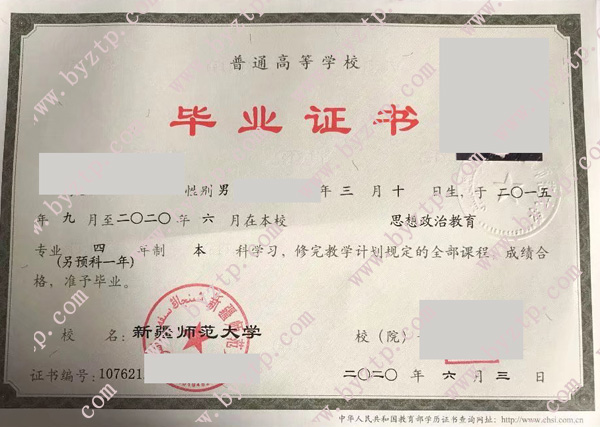 普通高等学校
毕业证书
性别 男 年 三 月 十 日生，于 二〇一五
年 九 月至 二〇二〇 年 六 月在本校 思想政治教育
专业 四 年制 本 科学习，修完教学计划规定的全部课程 成绩合
(另预科一年)
格，准予毕业。
校 名：新疆师范大学 校（院）
证书编号：107621 二〇二〇 年 六 月 三 日
中华人民共和国教育部学历证书查询网址：http://www.chsi.com.cn
www.byztp.com